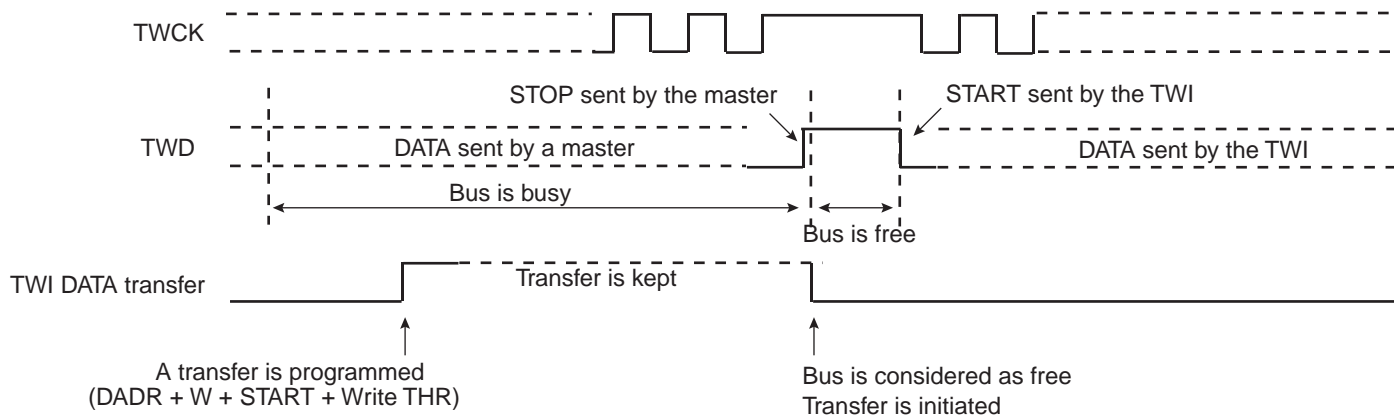 TWCK
STOP sent by the master
START sent by the TWI
TWD
DATA sent by a master
DATA sent by the TWI
Bus is busy
Bus is free
TWI DATA transfer
Transfer is kept
A transfer is programmed
(DADR + W + START + Write THR)
Bus is considered as free
Transfer is initiated